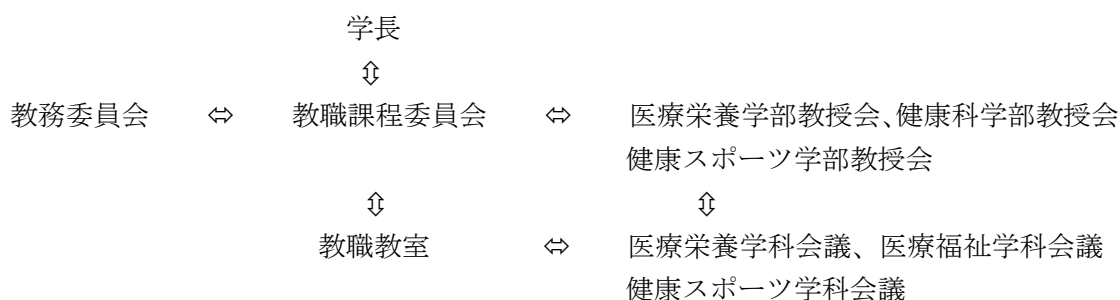 学長
⇕
教務委員会 ⇔ 教職課程委員会 ⇔ 医療栄養学部教授会、健康科学部教授会
健康スポーツ学部教授会
⇕ ⇕
教職教室 ⇔ 医療栄養学科会議、医療福祉学科会議
健康スポーツ学科会議